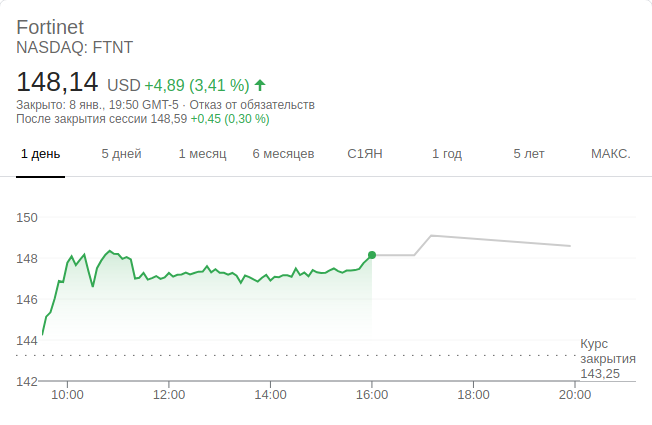 Fortinet
NASDAQ: FTNT
148,14 USD +4,89 (3,41 %)
Закрыто: 8 янв., 19:50 GMT-5 · Отказ от обязательств
После закрытия сессии 148,59 +0,45 (0,30 %)
1 день 5 дней 1 месяц 6 месяцев С1ЯН 1 год 5 лет МАКС.
150
148
146
144
Курс
закрытия
143,25
142
10:00 12:00 14:00 16:00 18:00 20:00